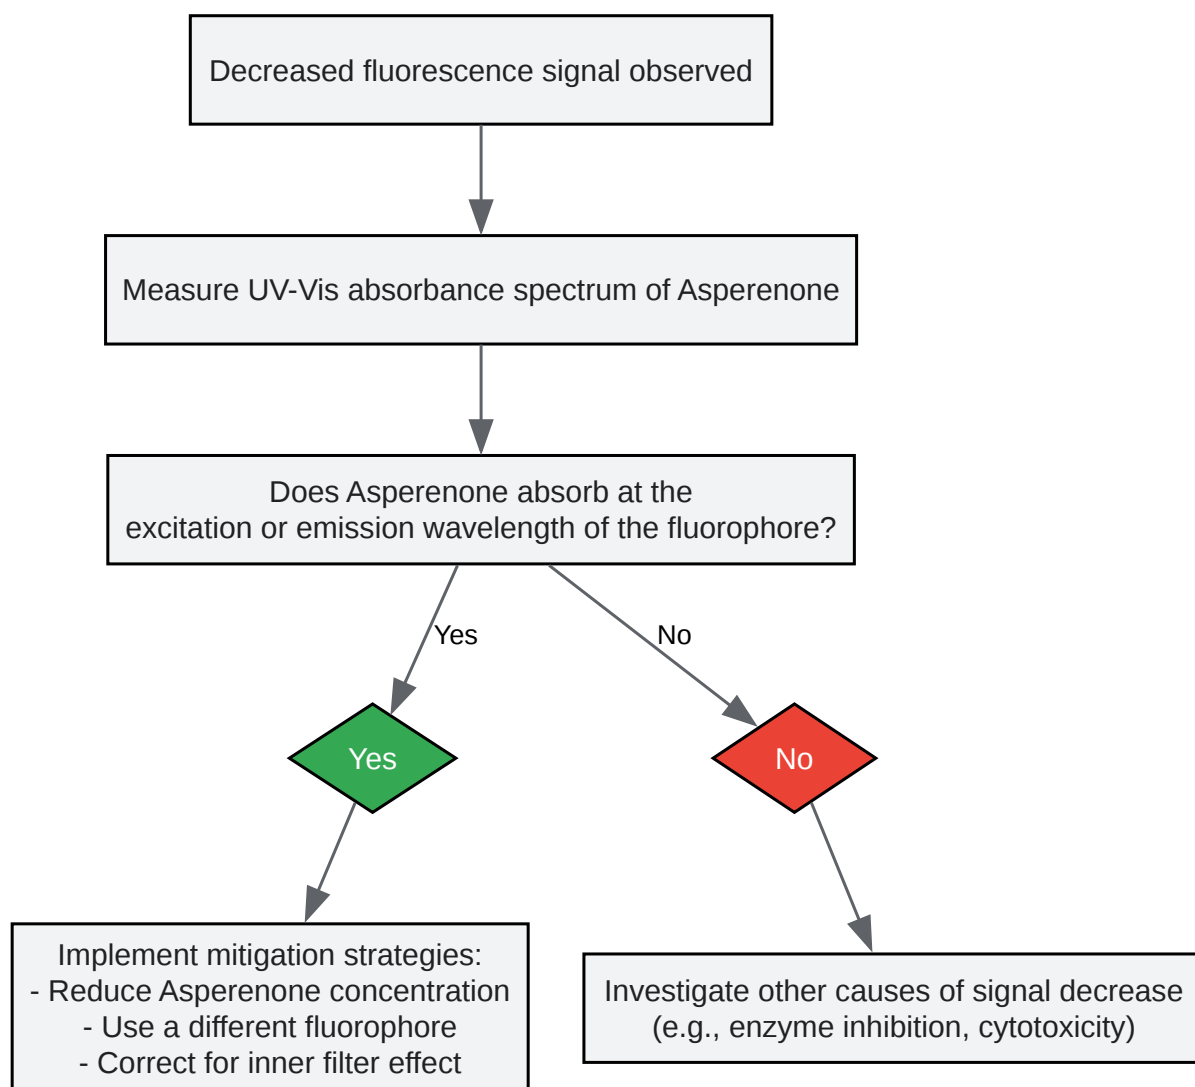 Decreased fluorescence signal observed
Measure UV-Vis absorbance spectrum of Asperenone
Does Asperenone absorb at the
excitation or emission wavelength of the fluorophore?
Yes
No
Yes
No
Implement mitigation strategies:
- Reduce Asperenone concentration
- Use a different fluorophore
- Correct for inner filter effect
Investigate other causes of signal decrease
(e.g., enzyme inhibition, cytotoxicity)